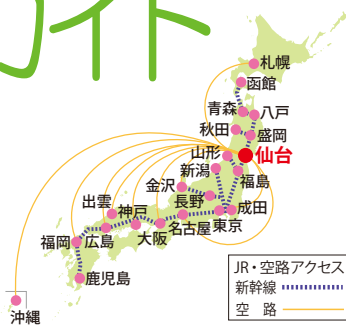 ガイト
札幌
函館
青森
八戸
秋田
盛岡
山形
仙台
新潟
福島
金沢
長野
成田
出雲
神戸
東京
名古屋
福岡
広島
大阪
鹿児島
沖縄
JR・空路アクセス
新幹線
空 路